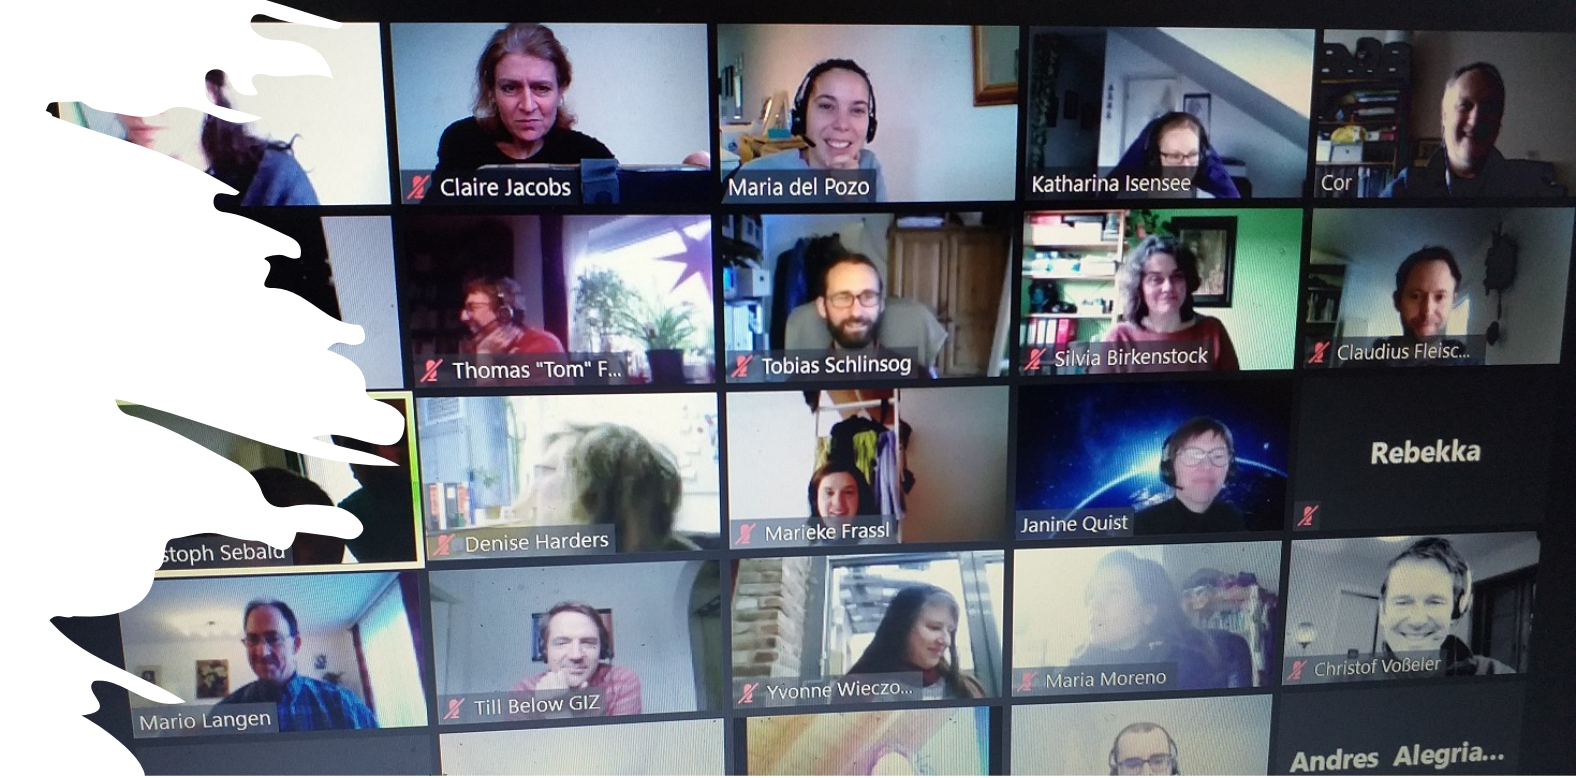 Claire Jacobs
Maria del Pozo
Katharina Isensee
Cor
Thomas "Tom" F...
Tobias Schlinsog
Silvia Birkenstock
Claudius Fleisc...
stoph Sebald
Denise Harders
Marieke Frassl
Janine Quist
Rebekka
Mario Langen
Till Below GIZ
Yvonne Wieczo...
Maria Moreno
Christof Voßeler
Andres Alegria...